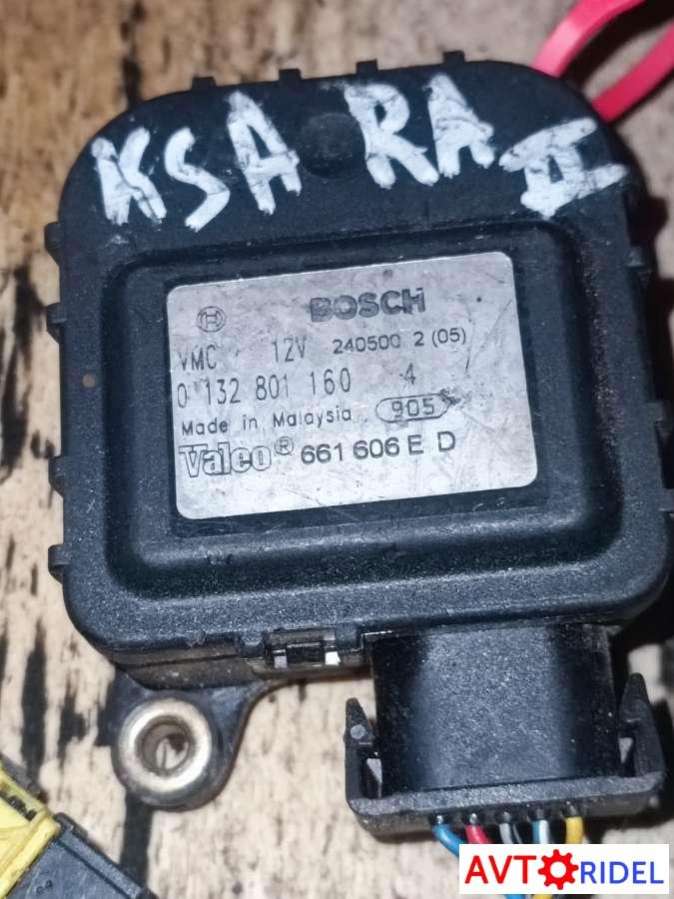 KSARA II
BOSCH
VMC 12V 240500 2 (05)
0 132 801 160 4
Made in Malaysia 905
Valeo® 661 606 E D
AVTORIDEL